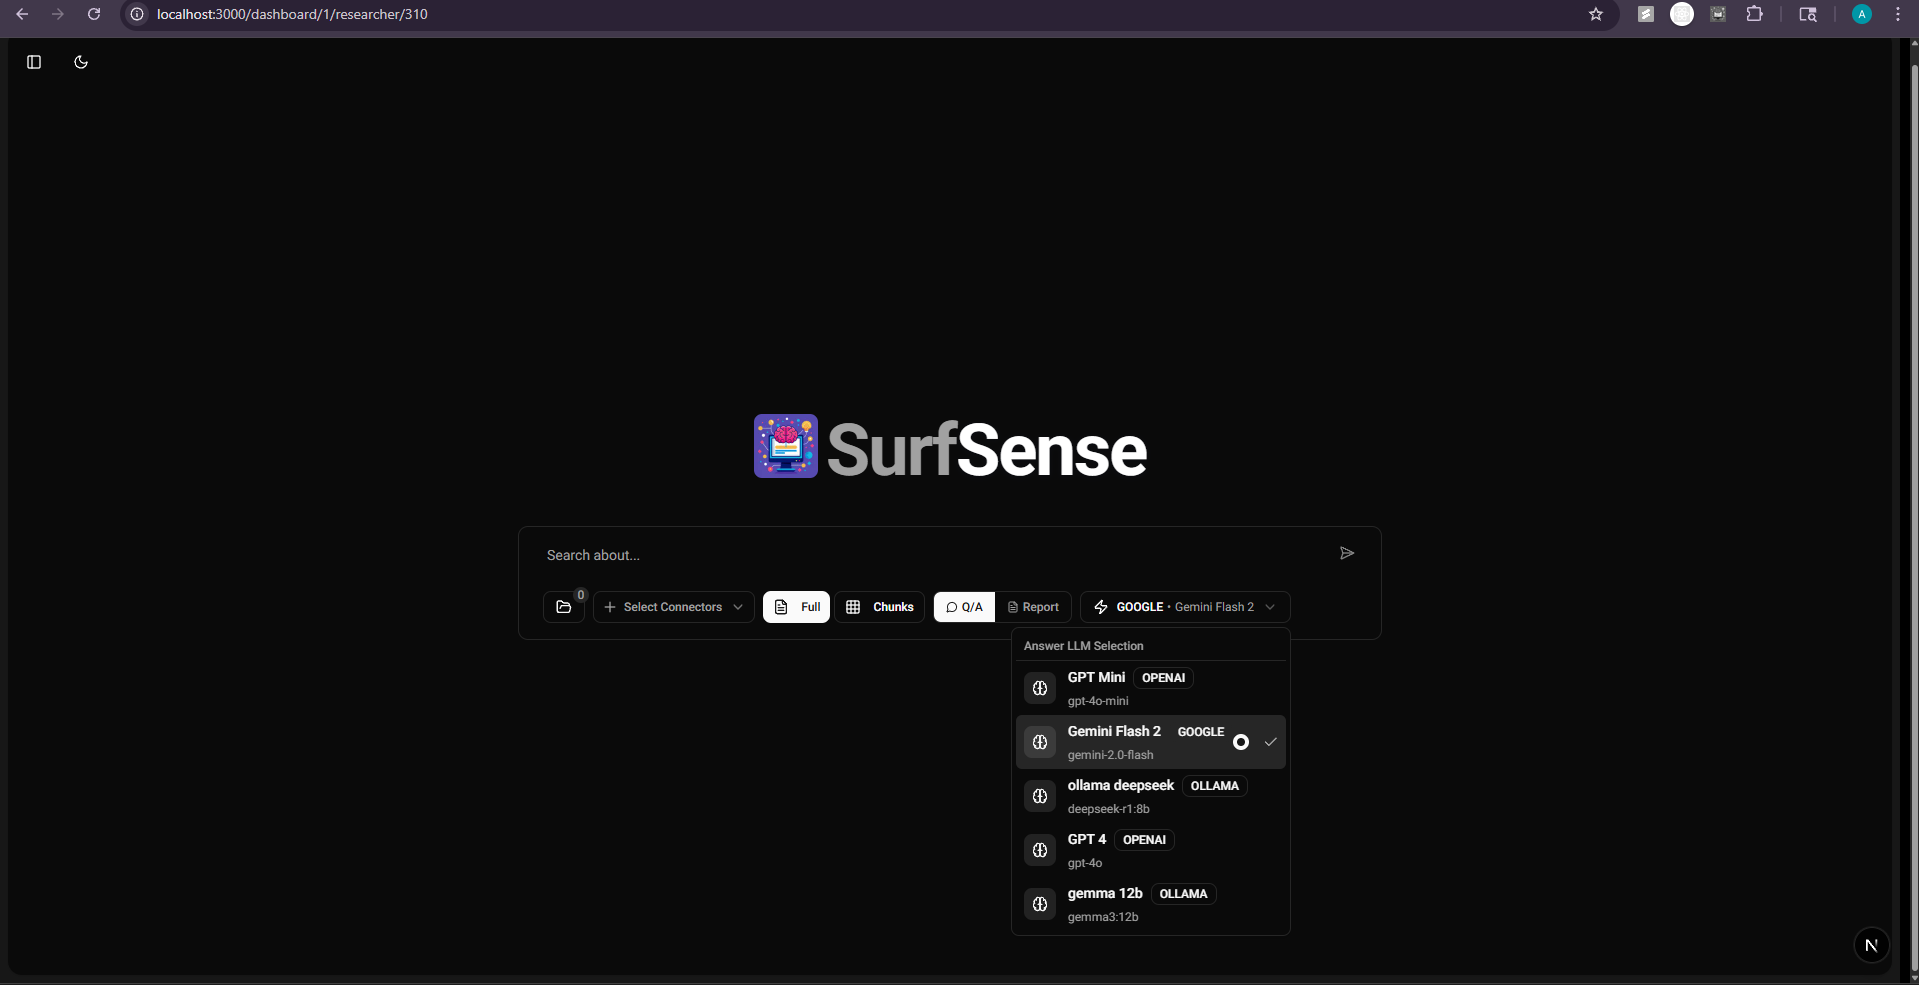 localhost:3000/dashboard/1/researcher/310
A
SurfSense
Search about...
0
Select Connectors
Full
Chunks
Q/A
Report
GOOGLE • Gemini Flash 2
Answer LLM Selection
GPT Mini OPENAI
gpt-4o-mini
Gemini Flash 2 GOOGLE
gemini-2.0-flash
ollama deepseek OLLAMA
deepseek-r1:8b
GPT 4 OPENAI
gpt-4o
gemma 12b OLLAMA
gemma3:12b
N